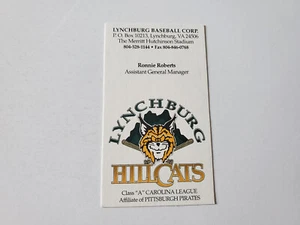 LYNCHBURG BASEBALL CORP.
P.O. Box 10213, Lynchburg, VA 24506
The Merritt Hutchinson Stadium
804-528-1144 • Fax 804-846-0768
Ronnie Roberts
Assistant General Manager
LYNCHBURG
HILLCATS
Class "A" CAROLINA LEAGUE
Affiliate of PITTSBURGH PIRATES